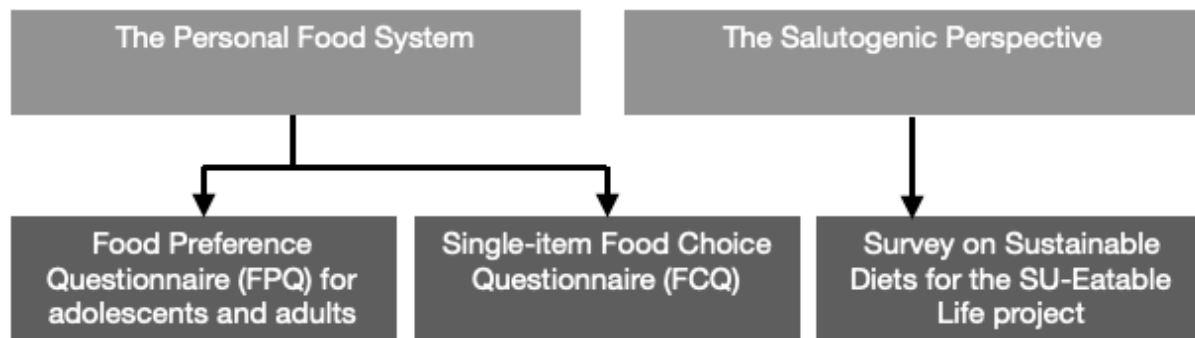 The Personal Food System
The Salutogenic Perspective
Food Preference
Questionnaire (FPQ) for
adolescents and adults
Single-item Food Choice
Questionnaire (FCQ)
Survey on Sustainable
Diets for the SU-Eatable
Life project